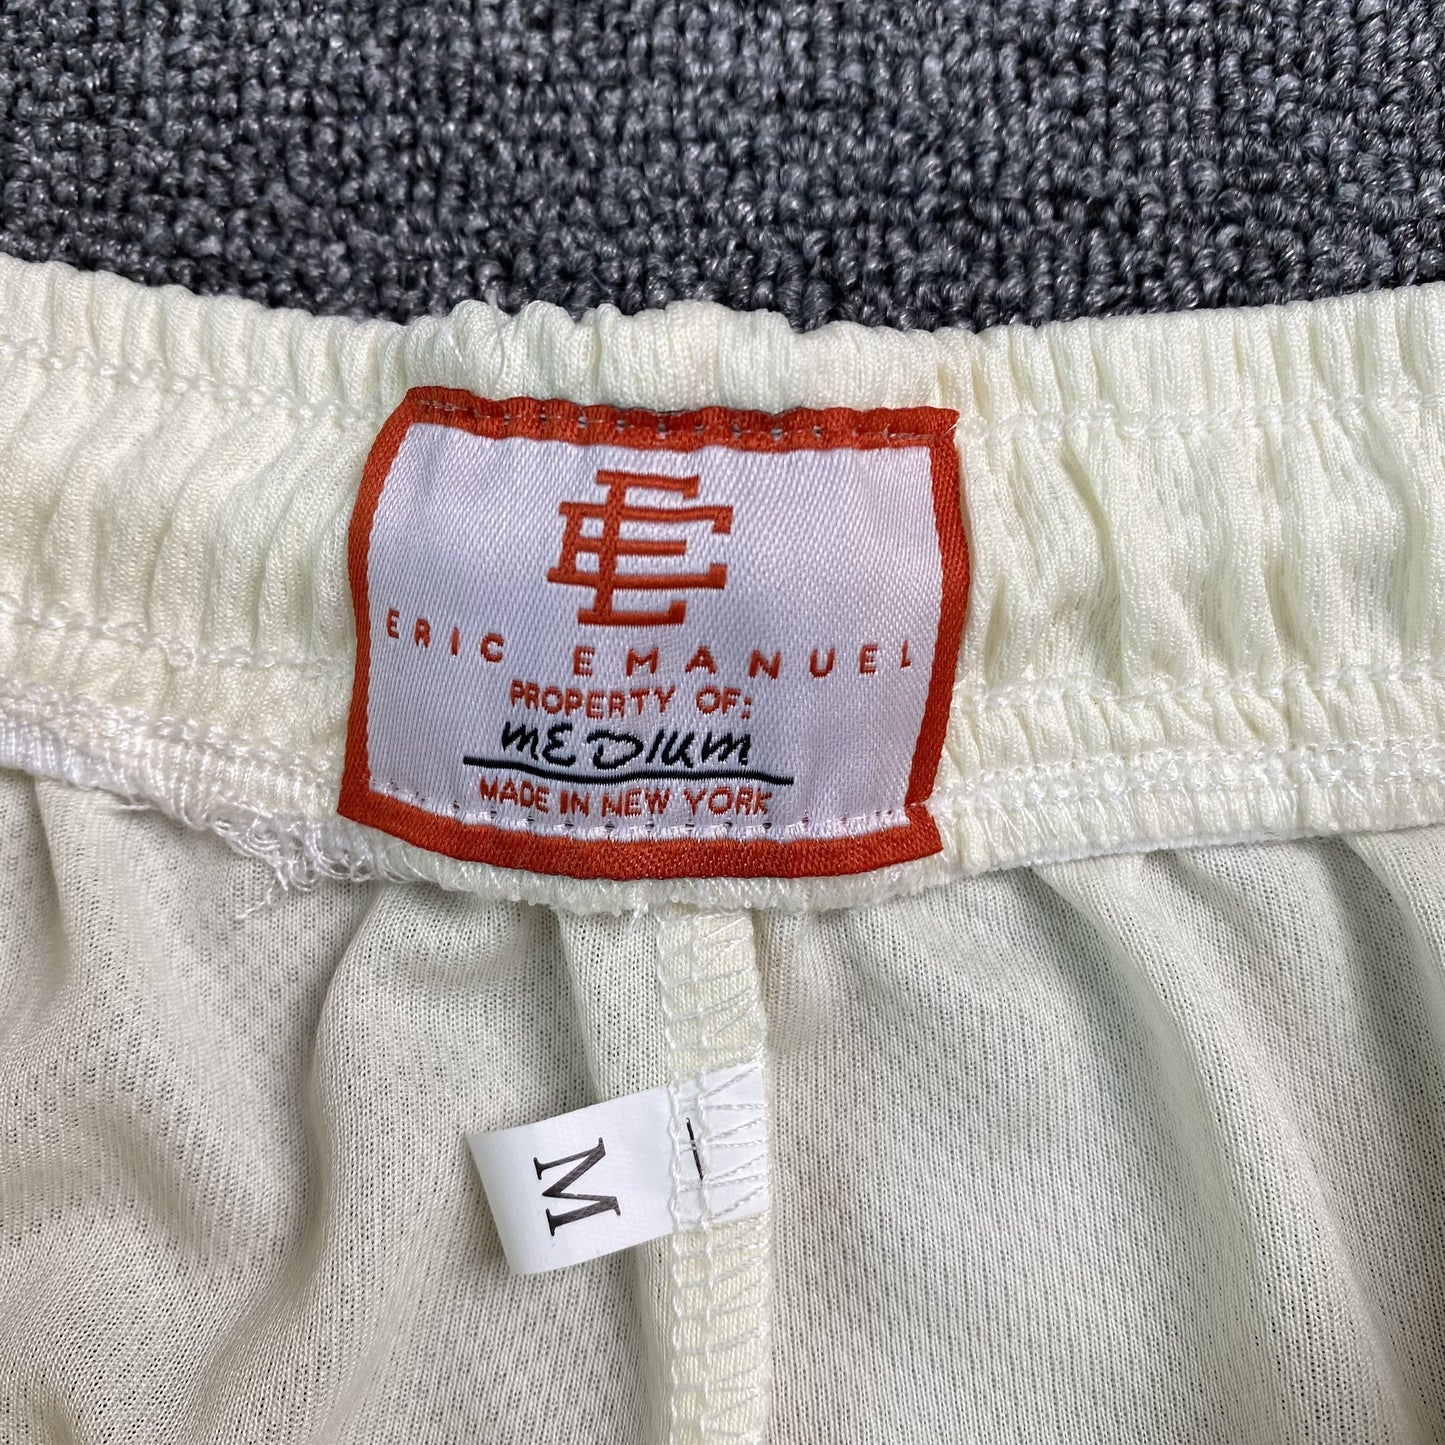 EE
ERIC EMANUEL
PROPERTY OF:
MEDIUM
MADE IN NEW YORK
M